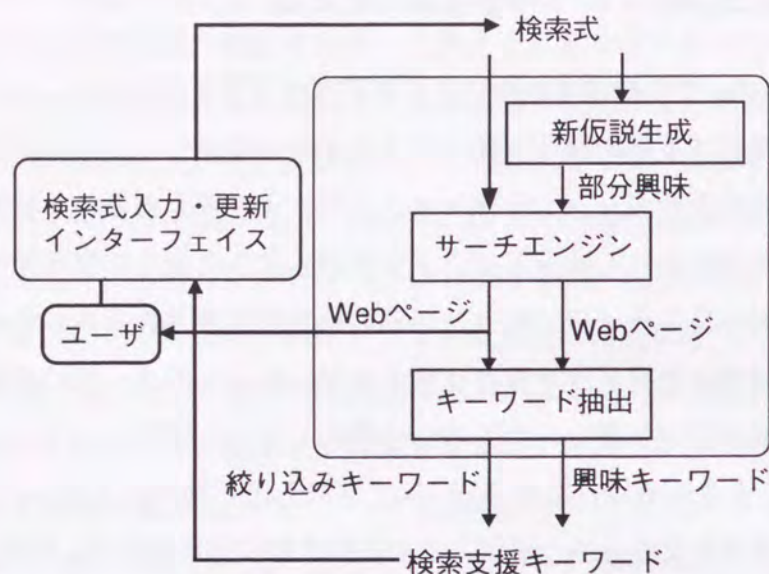 検索式
新仮説生成
部分興味
検索式入力・更新
インターフェイス
サーチエンジン
Webページ
Webページ
ユーザ
キーワード抽出
絞り込みキーワード
興味キーワード
検索支援キーワード